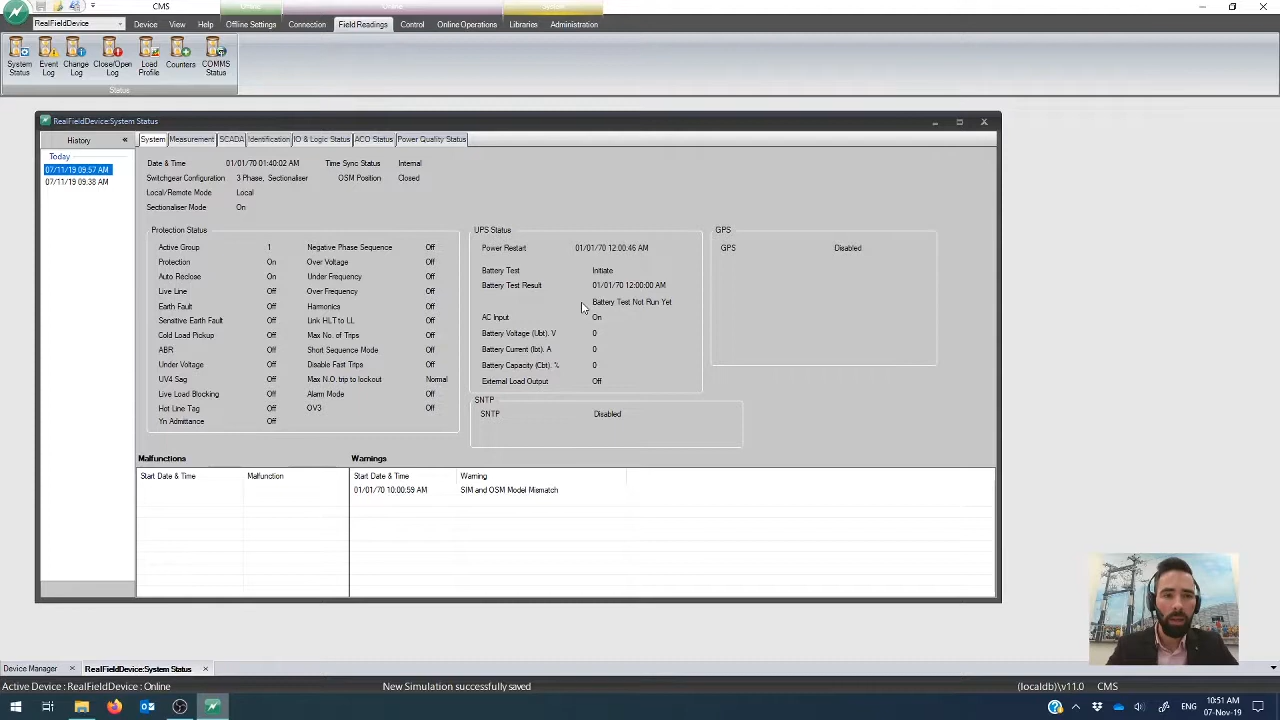 CMS
Offline
Online
System
RealFieldDevice
Device
View
Help
Offline Settings
Connection
Field Readings
Control
Online Operations
Libraries
Administration
System Status
Event Log
Change Log
Close/Open Log
Load Profile
Counters
COMMS Status
Status
RealFieldDevice:System Status
History «
System
Measurement
SCADA
Identification
IO & Logic Status
ACO Status
Power Quality Status
Today
07/11/19 09.57 AM
07/11/19 09.38 AM
Date & Time 01/01/70 01:40:02 AM Time Sync Status Internal
Switchgear Configuration 3 Phase, Sectionaliser OSM Position Closed
Local/Remote Mode Local
Sectionaliser Mode On
Protection Status
Active Group 1 Negative Phase Sequence Off
Protection On Over Voltage Off
Auto Reclose On Under Frequency Off
Live Line Off Over Frequency Off
Earth Fault Off Harmonics Off
Sensitive Earth Fault Off Link HLT to LL Off
Cold Load Pickup Off Max No. of Trips Off
ABR Off Short Sequence Mode Off
Under Voltage Off Disable Fast Trips Off
UV4 Sag Off Max N.O. trip to lockout Normal
Live Load Blocking Off Alarm Mode Off
Hot Line Tag Off OV3 Off
Yn Admittance Off
UPS Status
Power Restart 01/01/70 12:00:46 AM
Battery Test Initiate
Battery Test Result 01/01/70 12:00:00 AM
Battery Test Not Run Yet
AC Input On
Battery Voltage (Ubt). V 0
Battery Current (Ibt). A 0
Battery Capacity (Cbt). % 0
External Load Output Off
GPS
GPS Disabled
SNTP
SNTP Disabled
Malfunctions
Start Date & Time Malfunction
Warnings
Start Date & Time Warning
01/01/70 10:00:59 AM SIM and OSM Model Mismatch
Device Manager ×
RealFieldDevice:System Status ×
Active Device : RealFieldDevice : Online
New Simulation successfully saved
(localdb)\v11.0 CMS
ENG
10:51 AM
07-Nov-19